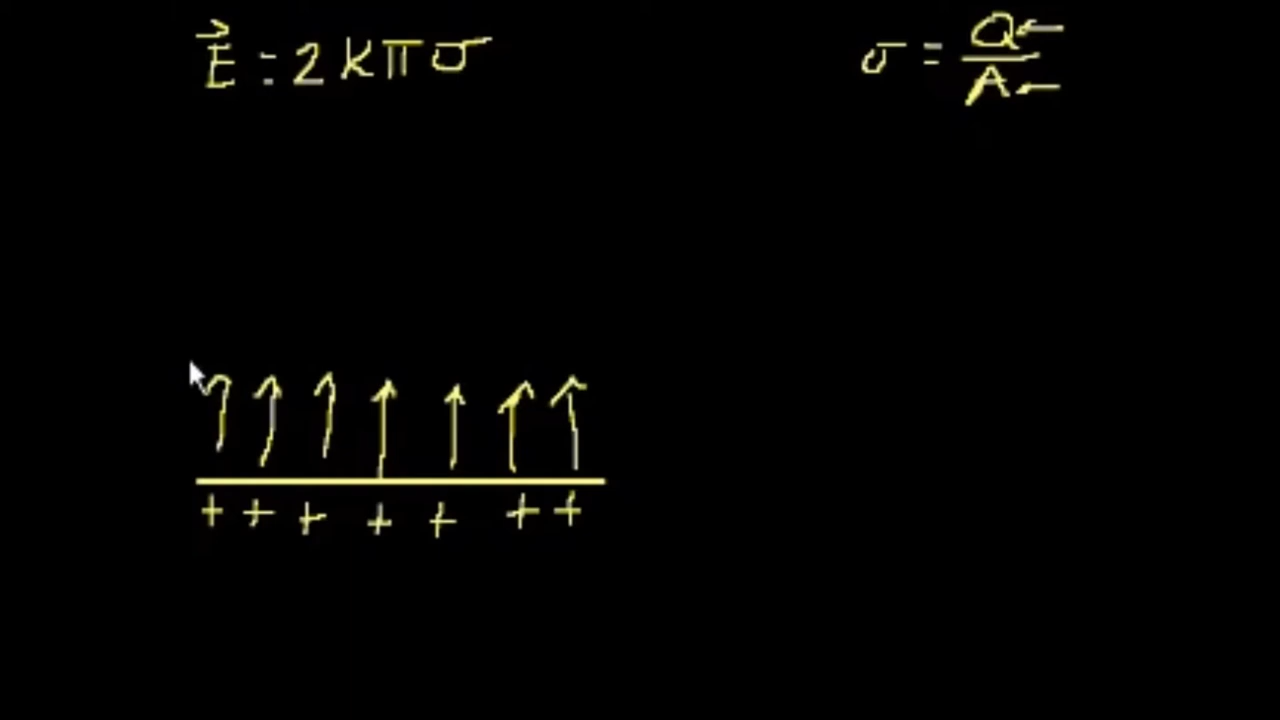 E⃗ = 2Kπσ
σ = Q/A
+ + + + + + +